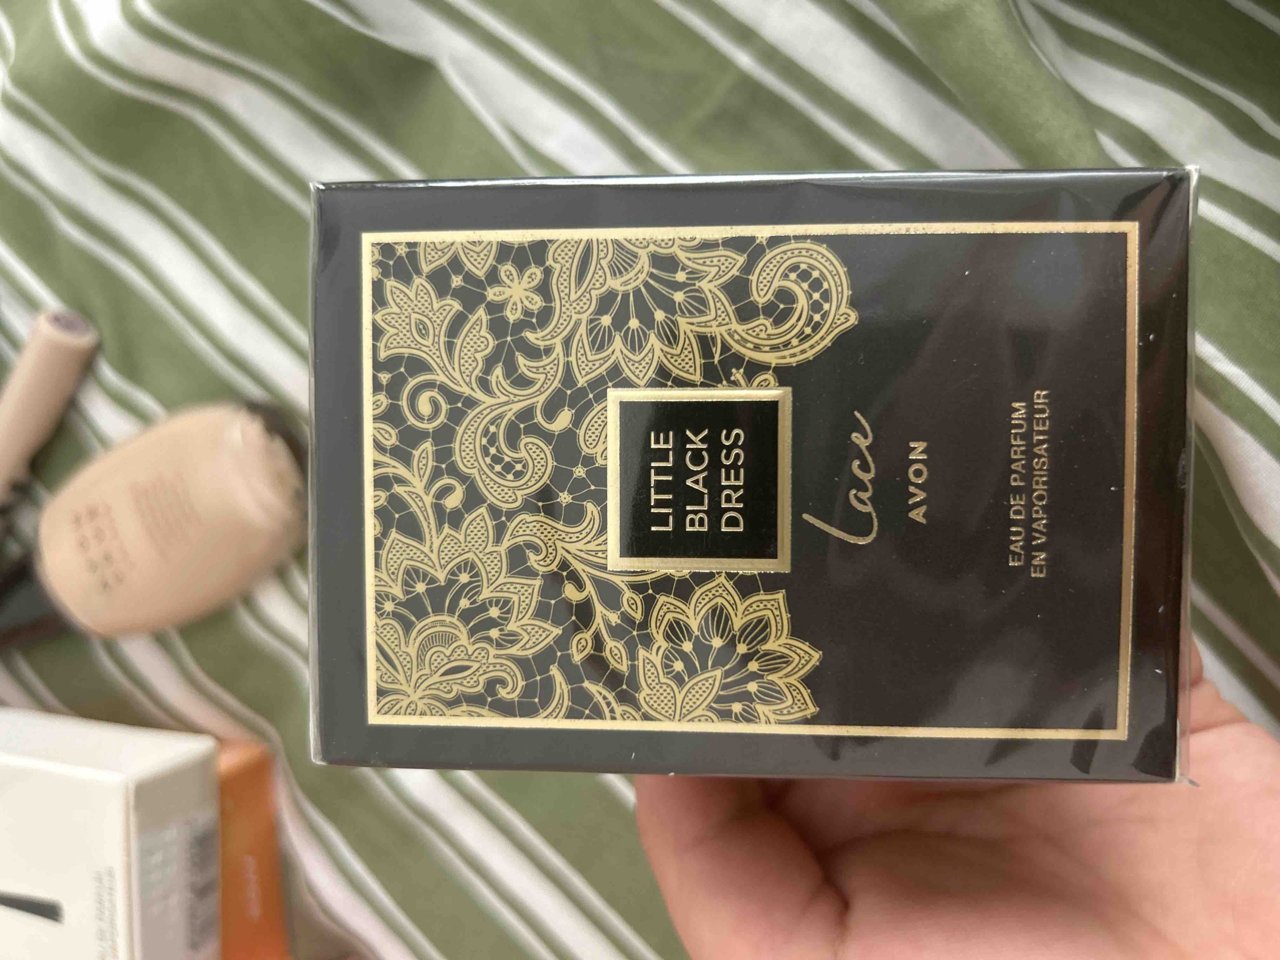 LITTLE
BLACK
DRESS
Lace
AVON
EAU DE PARFUM
EN VAPORISATEUR